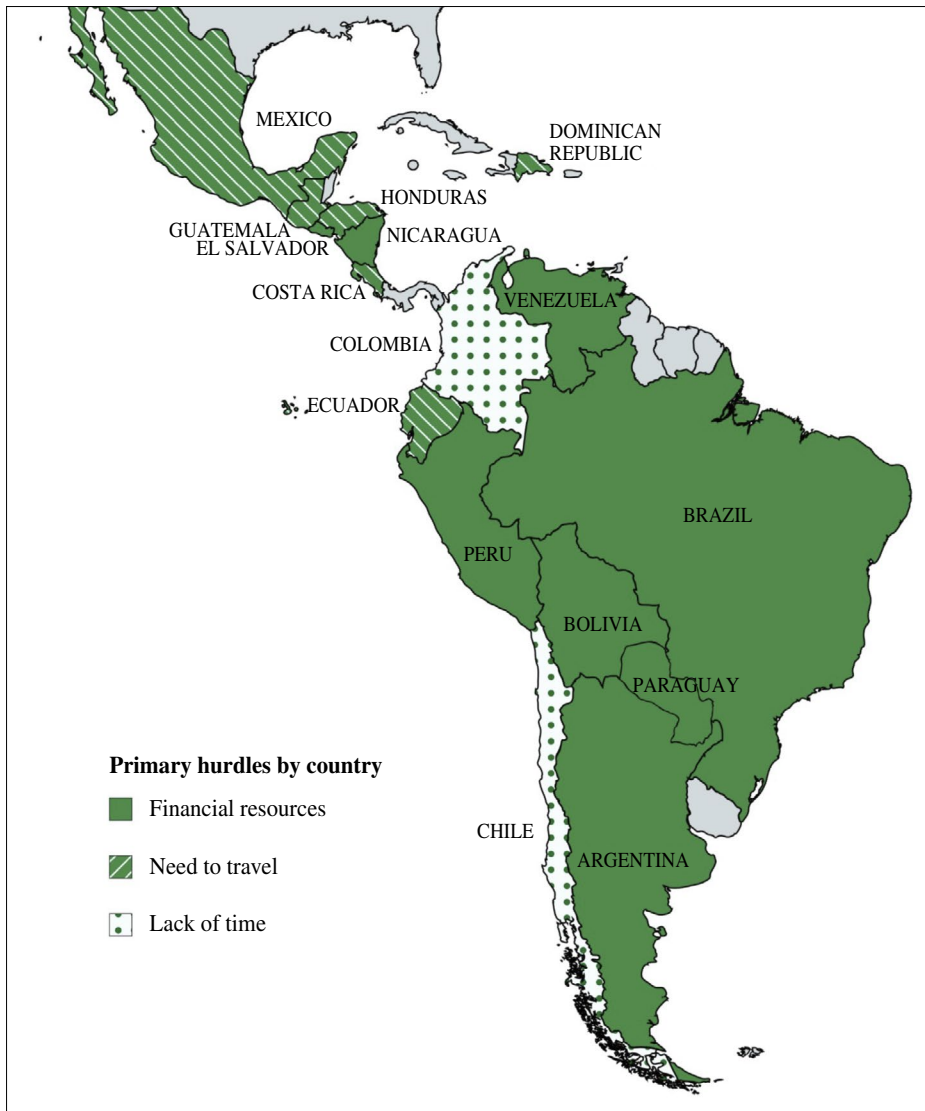 MEXICO
DOMINICAN
REPUBLIC
HONDURAS
GUATEMALA
NICARAGUA
EL SALVADOR
COSTA RICA
VENEZUELA
COLOMBIA
ECUADOR
BRAZIL
PERU
BOLIVIA
PARAGUAY
Primary hurdles by country
Financial resources
CHILE
ARGENTINA
Need to travel
Lack of time